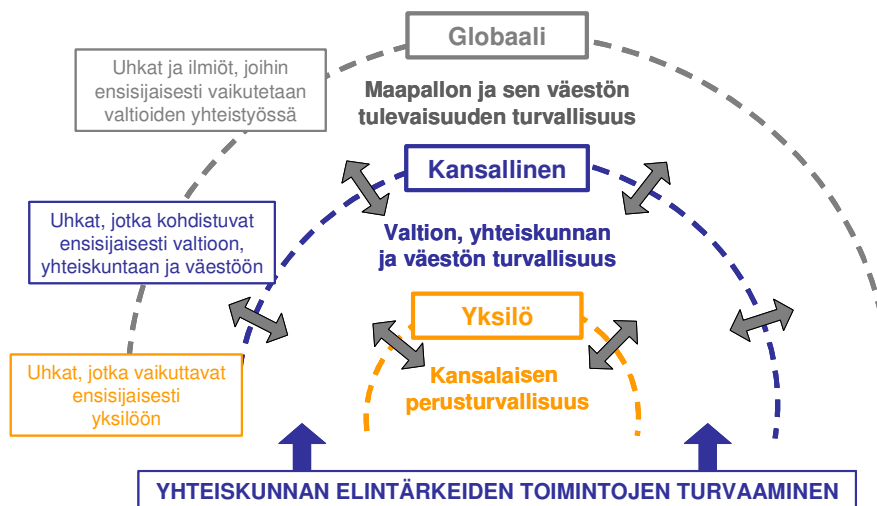 Globaali
Uhkat ja ilmiöt, joihin
ensisijaisesti vaikutetaan
valtioiden yhteistyössä
Maapallon ja sen väestön
tulevaisuuden turvallisuus
Kansallinen
Uhkat, jotka kohdistuvat
ensisijaisesti valtioon,
yhteiskuntaan ja väestöön
Valtion, yhteiskunnan
ja väestön turvallisuus
Yksilö
Uhkat, jotka vaikuttavat
ensisijaisesti
yksilöön
Kansalaisen
perusturvallisuus
YHTEISKUNNAN ELINTÄRKEIDEN TOIMINTOJEN TURVAAMINEN